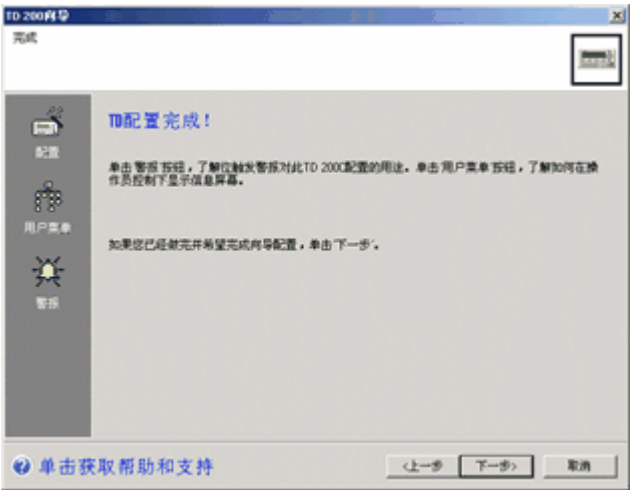 TD 200向导
完成
配置
用户菜单
警报
TD配置完成！
单击'警报'按钮，了解位触发警报对此TD 200C配置的用途。单击'用户菜单'按钮，了解如何在操
作员控制下显示信息屏幕。
如果您已经做完并希望完成向导配置，单击'下一步'。
单击获取帮助和支持
<上一步
下一步>
取消